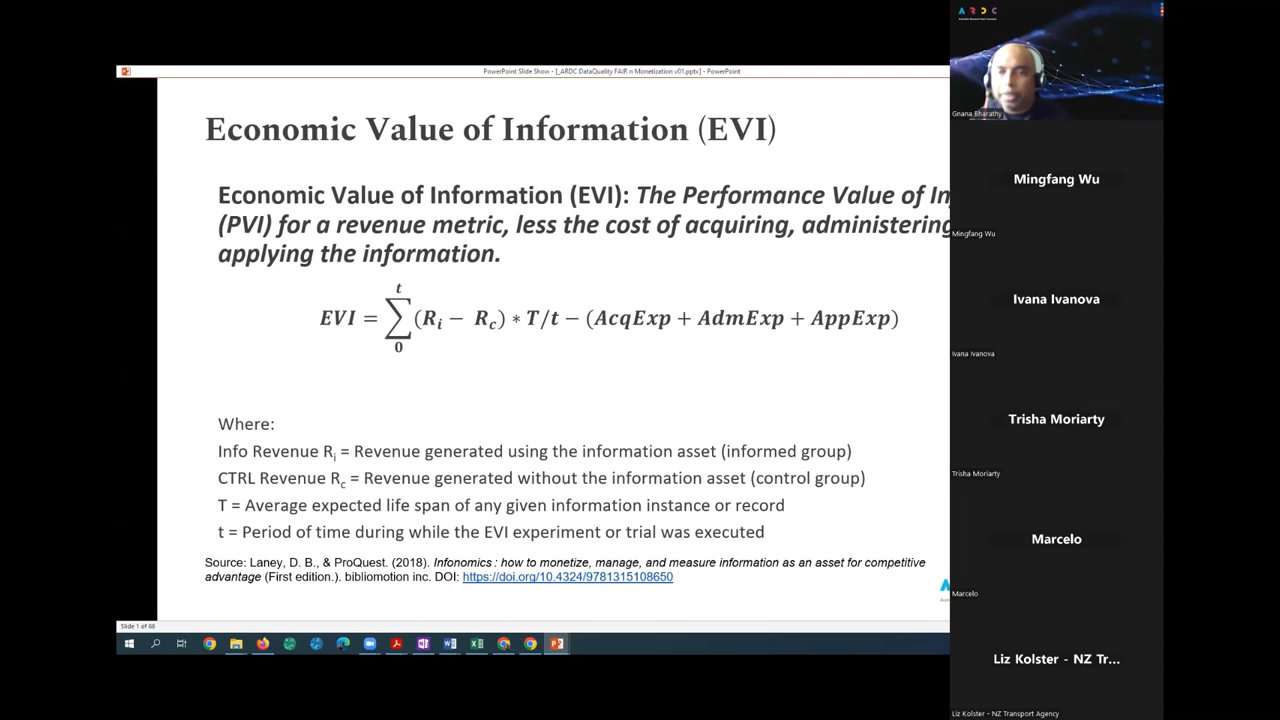 PowerPoint Slide Show - [_ARDC DataQuality FAIR n Monetization v01.pptx] - PowerPoint
Economic Value of Information (EVI)
Economic Value of Information (EVI): The Performance Value of In
(PVI) for a revenue metric, less the cost of acquiring, administering
applying the information.
EVI = ∑ᵗ₀ (Rᵢ − R꜀) * T/t − (AcqExp + AdmExp + AppExp)
Where:
Info Revenue Rᵢ = Revenue generated using the information asset (informed group)
CTRL Revenue R꜀ = Revenue generated without the information asset (control group)
T = Average expected life span of any given information instance or record
t = Period of time during while the EVI experiment or trial was executed
Source: Laney, D. B., & ProQuest. (2018). Infonomics : how to monetize, manage, and measure information as an asset for competitive
advantage (First edition.). bibliomotion inc. DOI: https://doi.org/10.4324/9781315108650
Slide 1 of 66
ARDC
Gnana Bharathy
Mingfang Wu
Mingfang Wu
Ivana Ivanova
Ivana Ivanova
Trisha Moriarty
Trisha Moriarty
Marcelo
Marcelo
Liz Kolster - NZ Tr...
Liz Kolster - NZ Transport Agency